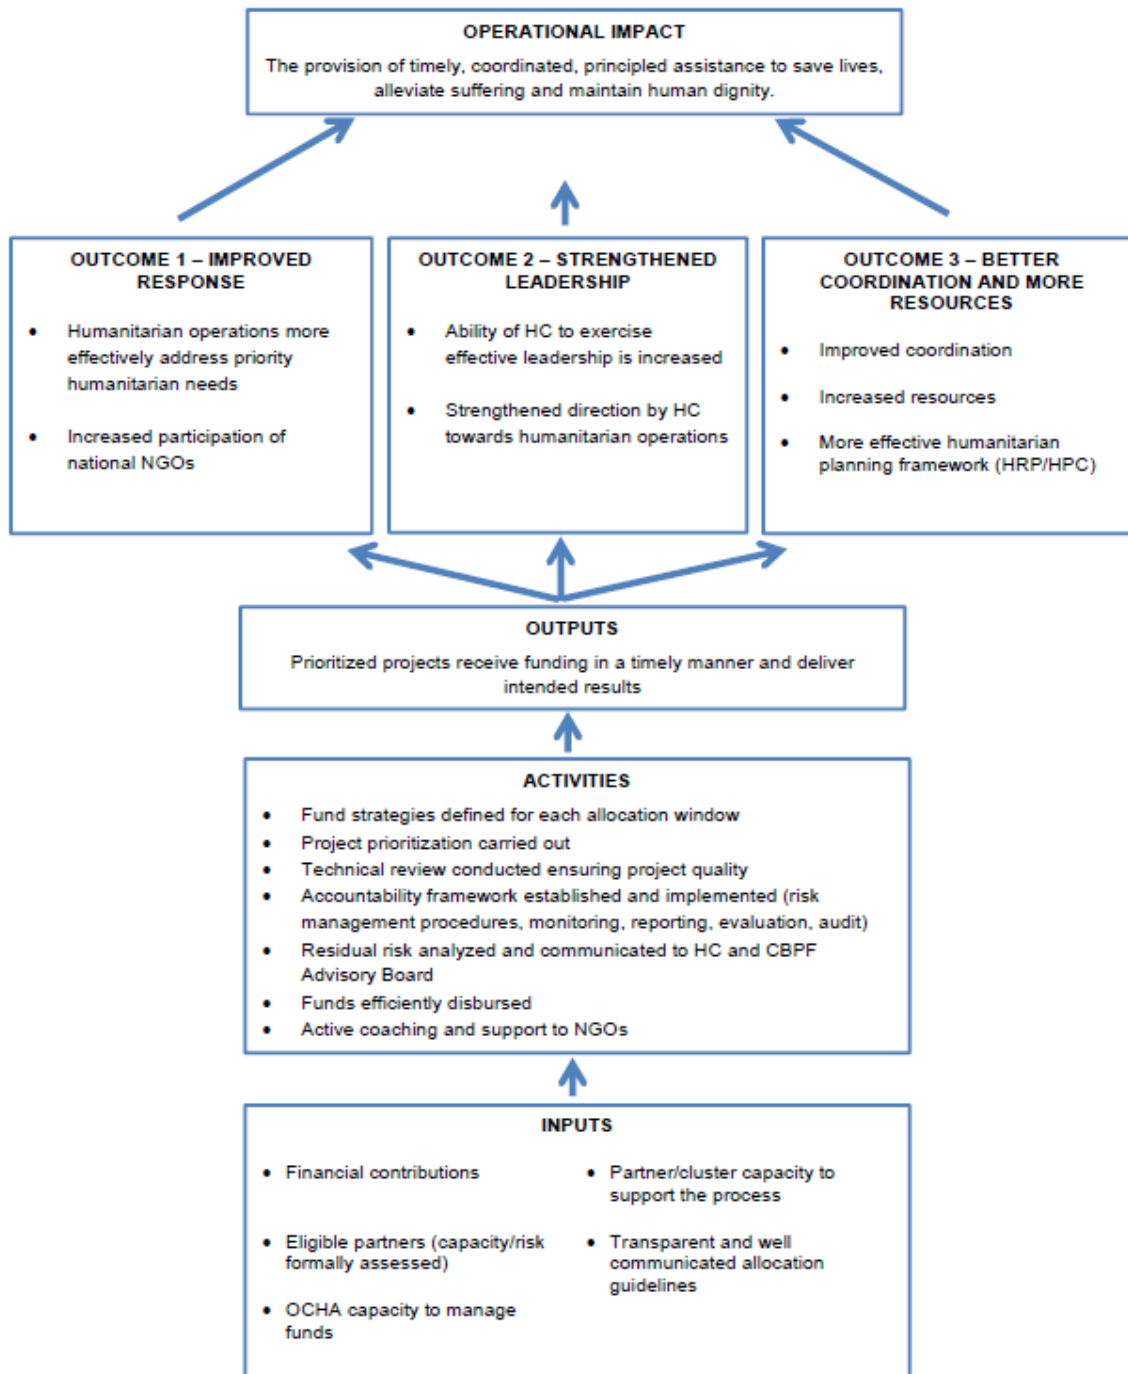 OPERATIONAL IMPACT
The provision of timely, coordinated, principled assistance to save lives,
alleviate suffering and maintain human dignity.
OUTCOME 1 – IMPROVED
RESPONSE
• Humanitarian operations more
effectively address priority
humanitarian needs
• Increased participation of
national NGOs
OUTCOME 2 – STRENGTHENED
LEADERSHIP
• Ability of HC to exercise
effective leadership is increased
• Strengthened direction by HC
towards humanitarian operations
OUTCOME 3 – BETTER
COORDINATION AND MORE
RESOURCES
• Improved coordination
• Increased resources
• More effective humanitarian
planning framework (HRP/HPC)
OUTPUTS
Prioritized projects receive funding in a timely manner and deliver
intended results
ACTIVITIES
• Fund strategies defined for each allocation window
• Project prioritization carried out
• Technical review conducted ensuring project quality
• Accountability framework established and implemented (risk
management procedures, monitoring, reporting, evaluation, audit)
• Residual risk analyzed and communicated to HC and CBPF
Advisory Board
• Funds efficiently disbursed
• Active coaching and support to NGOs
INPUTS
• Financial contributions
• Eligible partners (capacity/risk
formally assessed)
• OCHA capacity to manage
funds
• Partner/cluster capacity to
support the process
• Transparent and well
communicated allocation
guidelines